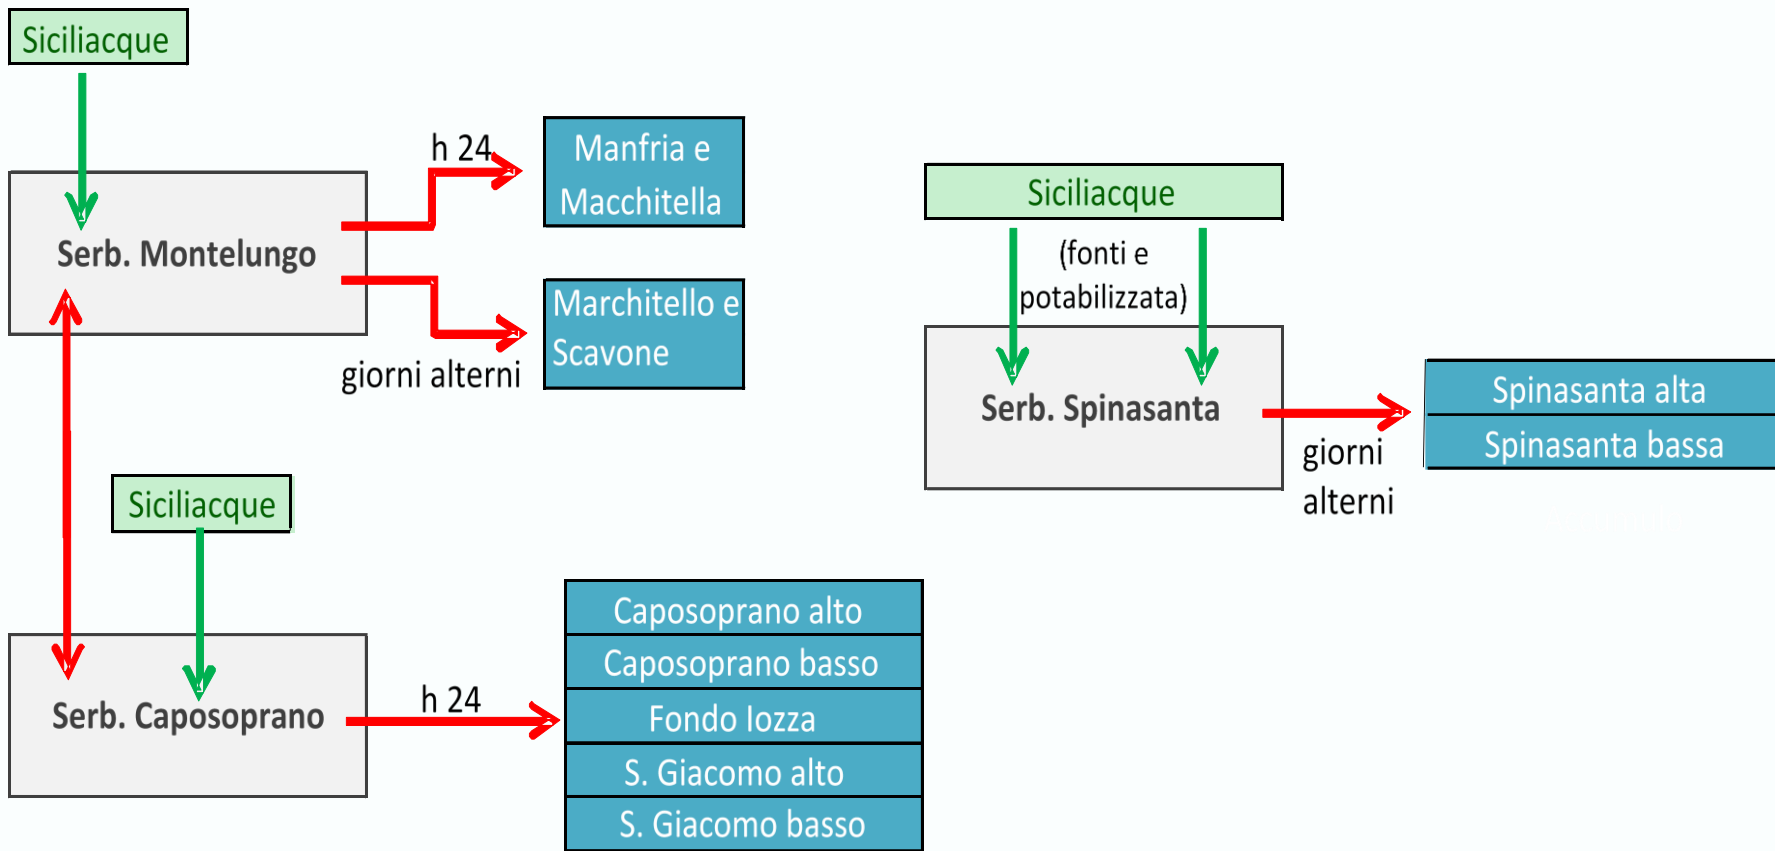 Siciliacque
h 24
Manfria e
Macchitella
Serb. Montelungo
Marchitello e
Scavone
giorni alterni
Siciliacque
(fonti e
potabilizzata)
Serb. Spinasanta
giorni
alterni
Spinasanta alta
Spinasanta bassa
Siciliacque
Serb. Caposoprano
h 24
Caposoprano alto
Caposoprano basso
Fondo Iozza
S. Giacomo alto
S. Giacomo basso